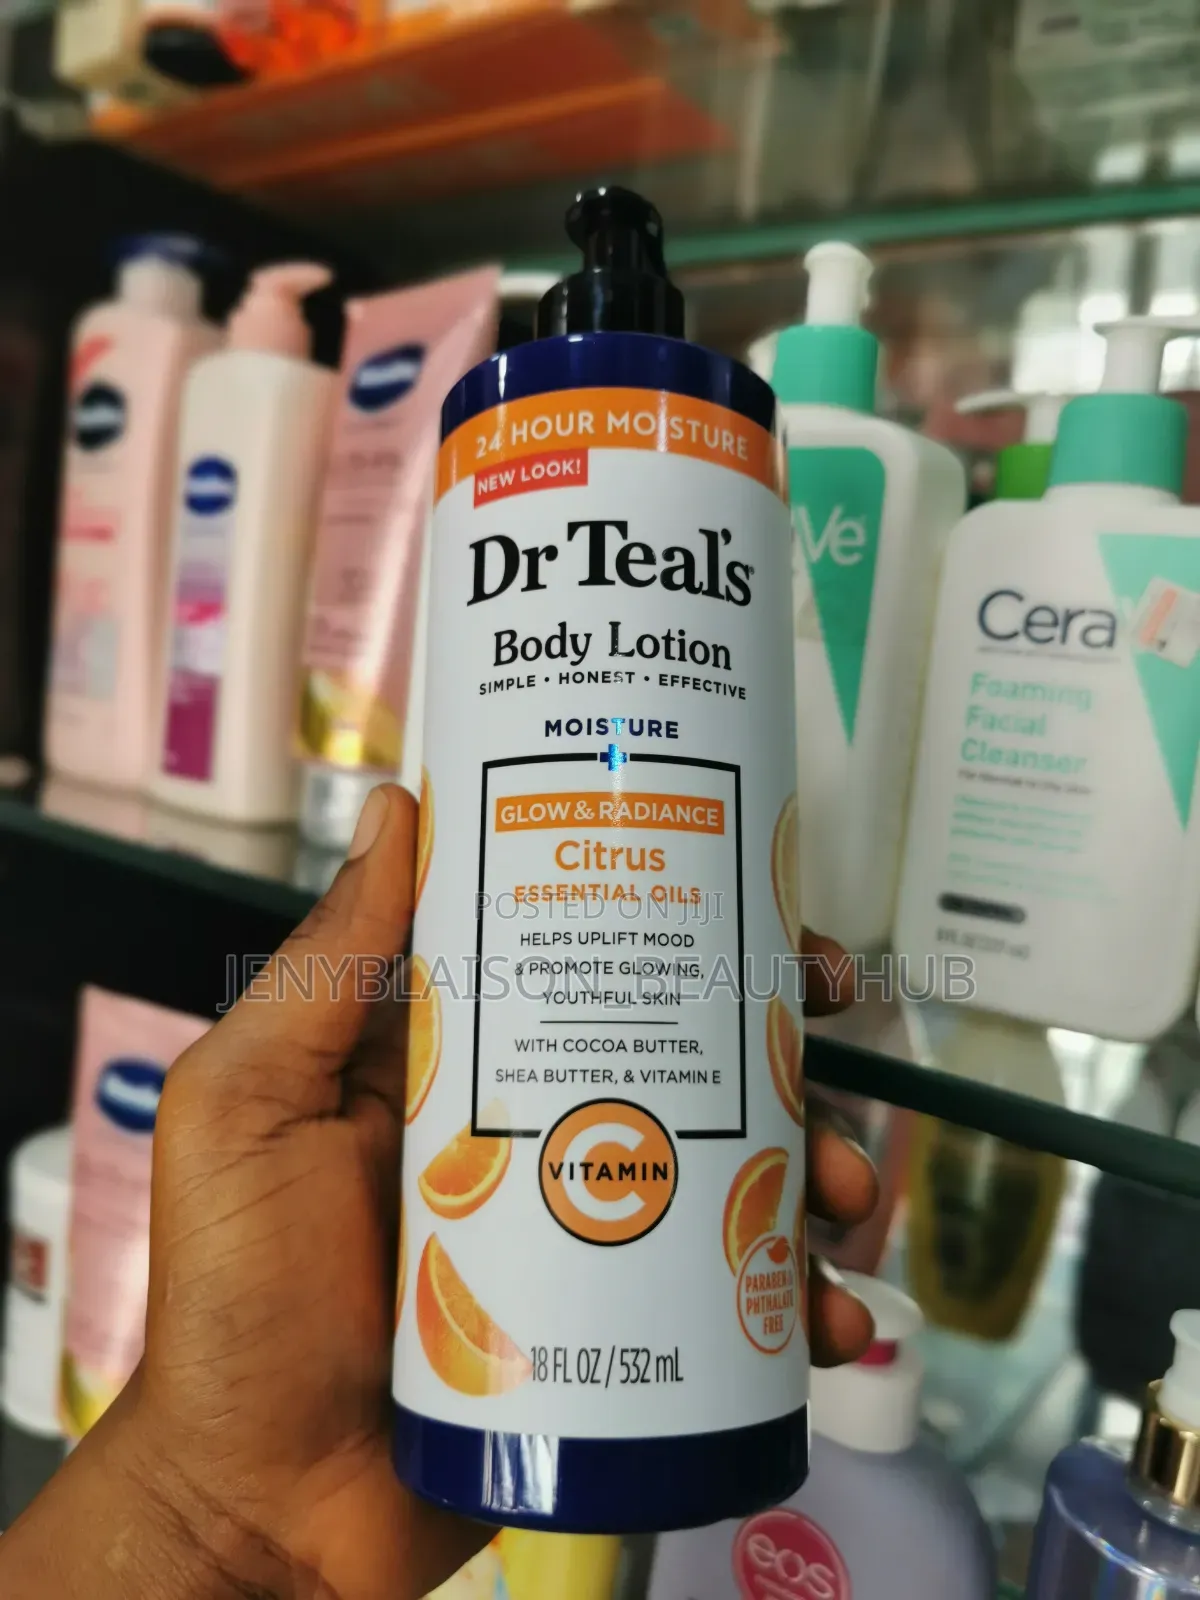 24 HOUR MOISTURE
NEW LOOK!
Dr Teal's
Body Lotion
SIMPLE • HONEST • EFFECTIVE
MOISTURE
+
GLOW & RADIANCE
Citrus
ESSENTIAL OILS
POSTED ON JIJI
HELPS UPLIFT MOOD
& PROMOTE GLOWING,
JENYBLAISON_BEAUTYHUB
YOUTHFUL SKIN
WITH COCOA BUTTER,
SHEA BUTTER, & VITAMIN E
C
VITAMIN
PARABEN &
PHTHALATE
FREE
18 FL OZ / 532 mL
Ve
Cera
Foaming
Facial
Cleanser
eos